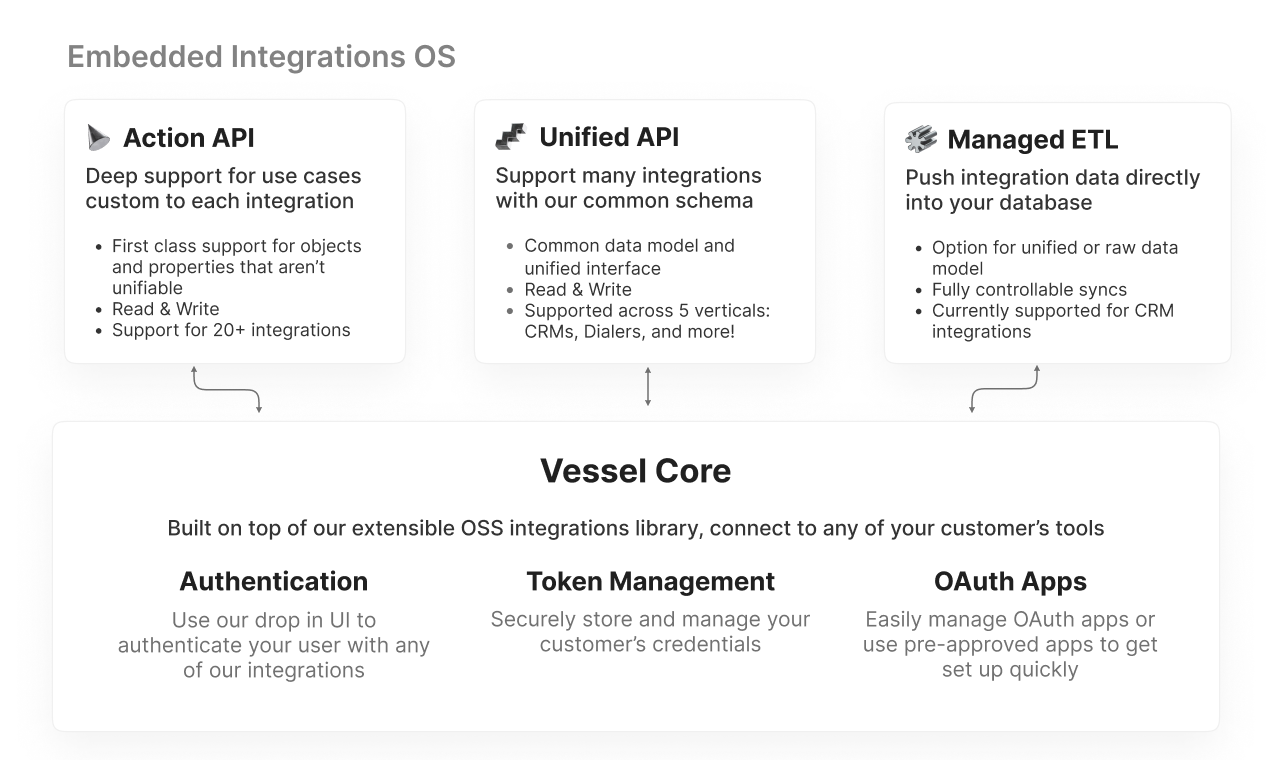 Embedded Integrations OS
Action API
Deep support for use cases
custom to each integration
• First class support for objects
and properties that aren’t
unifiable
• Read & Write
• Support for 20+ integrations
Unified API
Support many integrations
with our common schema
• Common data model and
unified interface
• Read & Write
• Supported across 5 verticals:
CRMs, Dialers, and more!
Managed ETL
Push integration data directly
into your database
• Option for unified or raw data
model
• Fully controllable syncs
• Currently supported for CRM
integrations
Vessel Core
Built on top of our extensible OSS integrations library, connect to any of your customer’s tools
Authentication
Use our drop in UI to
authenticate your user with any
of our integrations
Token Management
Securely store and manage your
customer’s credentials
OAuth Apps
Easily manage OAuth apps or
use pre-approved apps to get
set up quickly